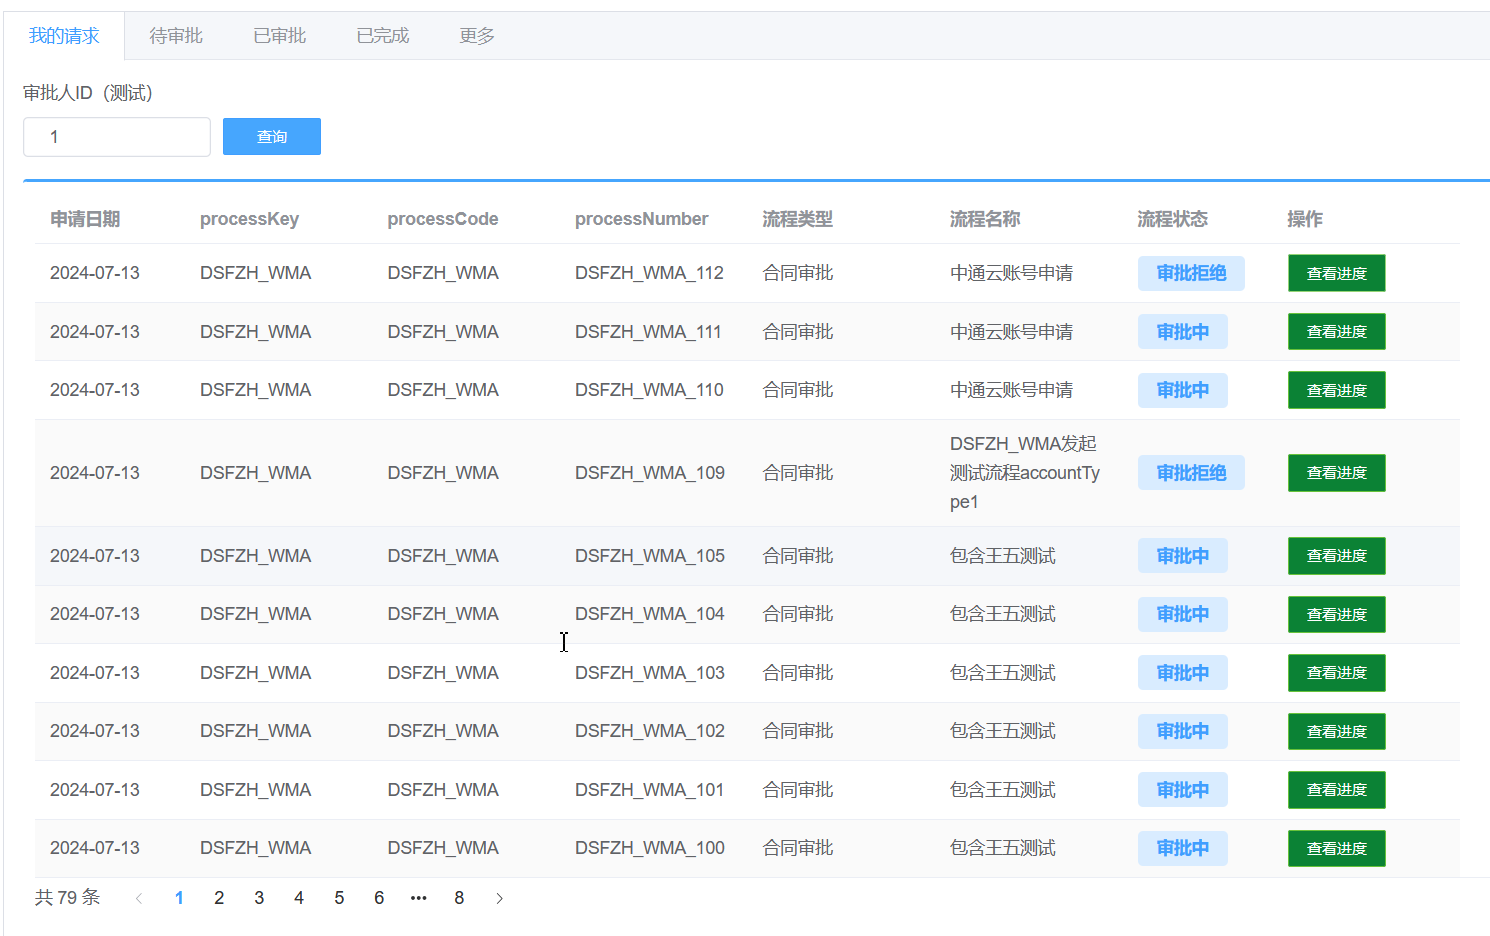 我的请求 待审批 已审批 已完成 更多
审批人ID（测试）
1 查询
申请日期 processKey processCode processNumber 流程类型 流程名称 流程状态 操作
2024-07-13 DSFZH_WMA DSFZH_WMA DSFZH_WMA_112 合同审批 中通云账号申请 审批拒绝 查看进度
2024-07-13 DSFZH_WMA DSFZH_WMA DSFZH_WMA_111 合同审批 中通云账号申请 审批中 查看进度
2024-07-13 DSFZH_WMA DSFZH_WMA DSFZH_WMA_110 合同审批 中通云账号申请 审批中 查看进度
DSFZH_WMA发起
2024-07-13 DSFZH_WMA DSFZH_WMA DSFZH_WMA_109 合同审批 测试流程accountTy 审批拒绝 查看进度
pe1
2024-07-13 DSFZH_WMA DSFZH_WMA DSFZH_WMA_105 合同审批 包含王五测试 审批中 查看进度
2024-07-13 DSFZH_WMA DSFZH_WMA DSFZH_WMA_104 合同审批 包含王五测试 审批中 查看进度
2024-07-13 DSFZH_WMA DSFZH_WMA DSFZH_WMA_103 合同审批 包含王五测试 审批中 查看进度
2024-07-13 DSFZH_WMA DSFZH_WMA DSFZH_WMA_102 合同审批 包含王五测试 审批中 查看进度
2024-07-13 DSFZH_WMA DSFZH_WMA DSFZH_WMA_101 合同审批 包含王五测试 审批中 查看进度
2024-07-13 DSFZH_WMA DSFZH_WMA DSFZH_WMA_100 合同审批 包含王五测试 审批中 查看进度
共 79 条 < 1 2 3 4 5 6 ••• 8 >